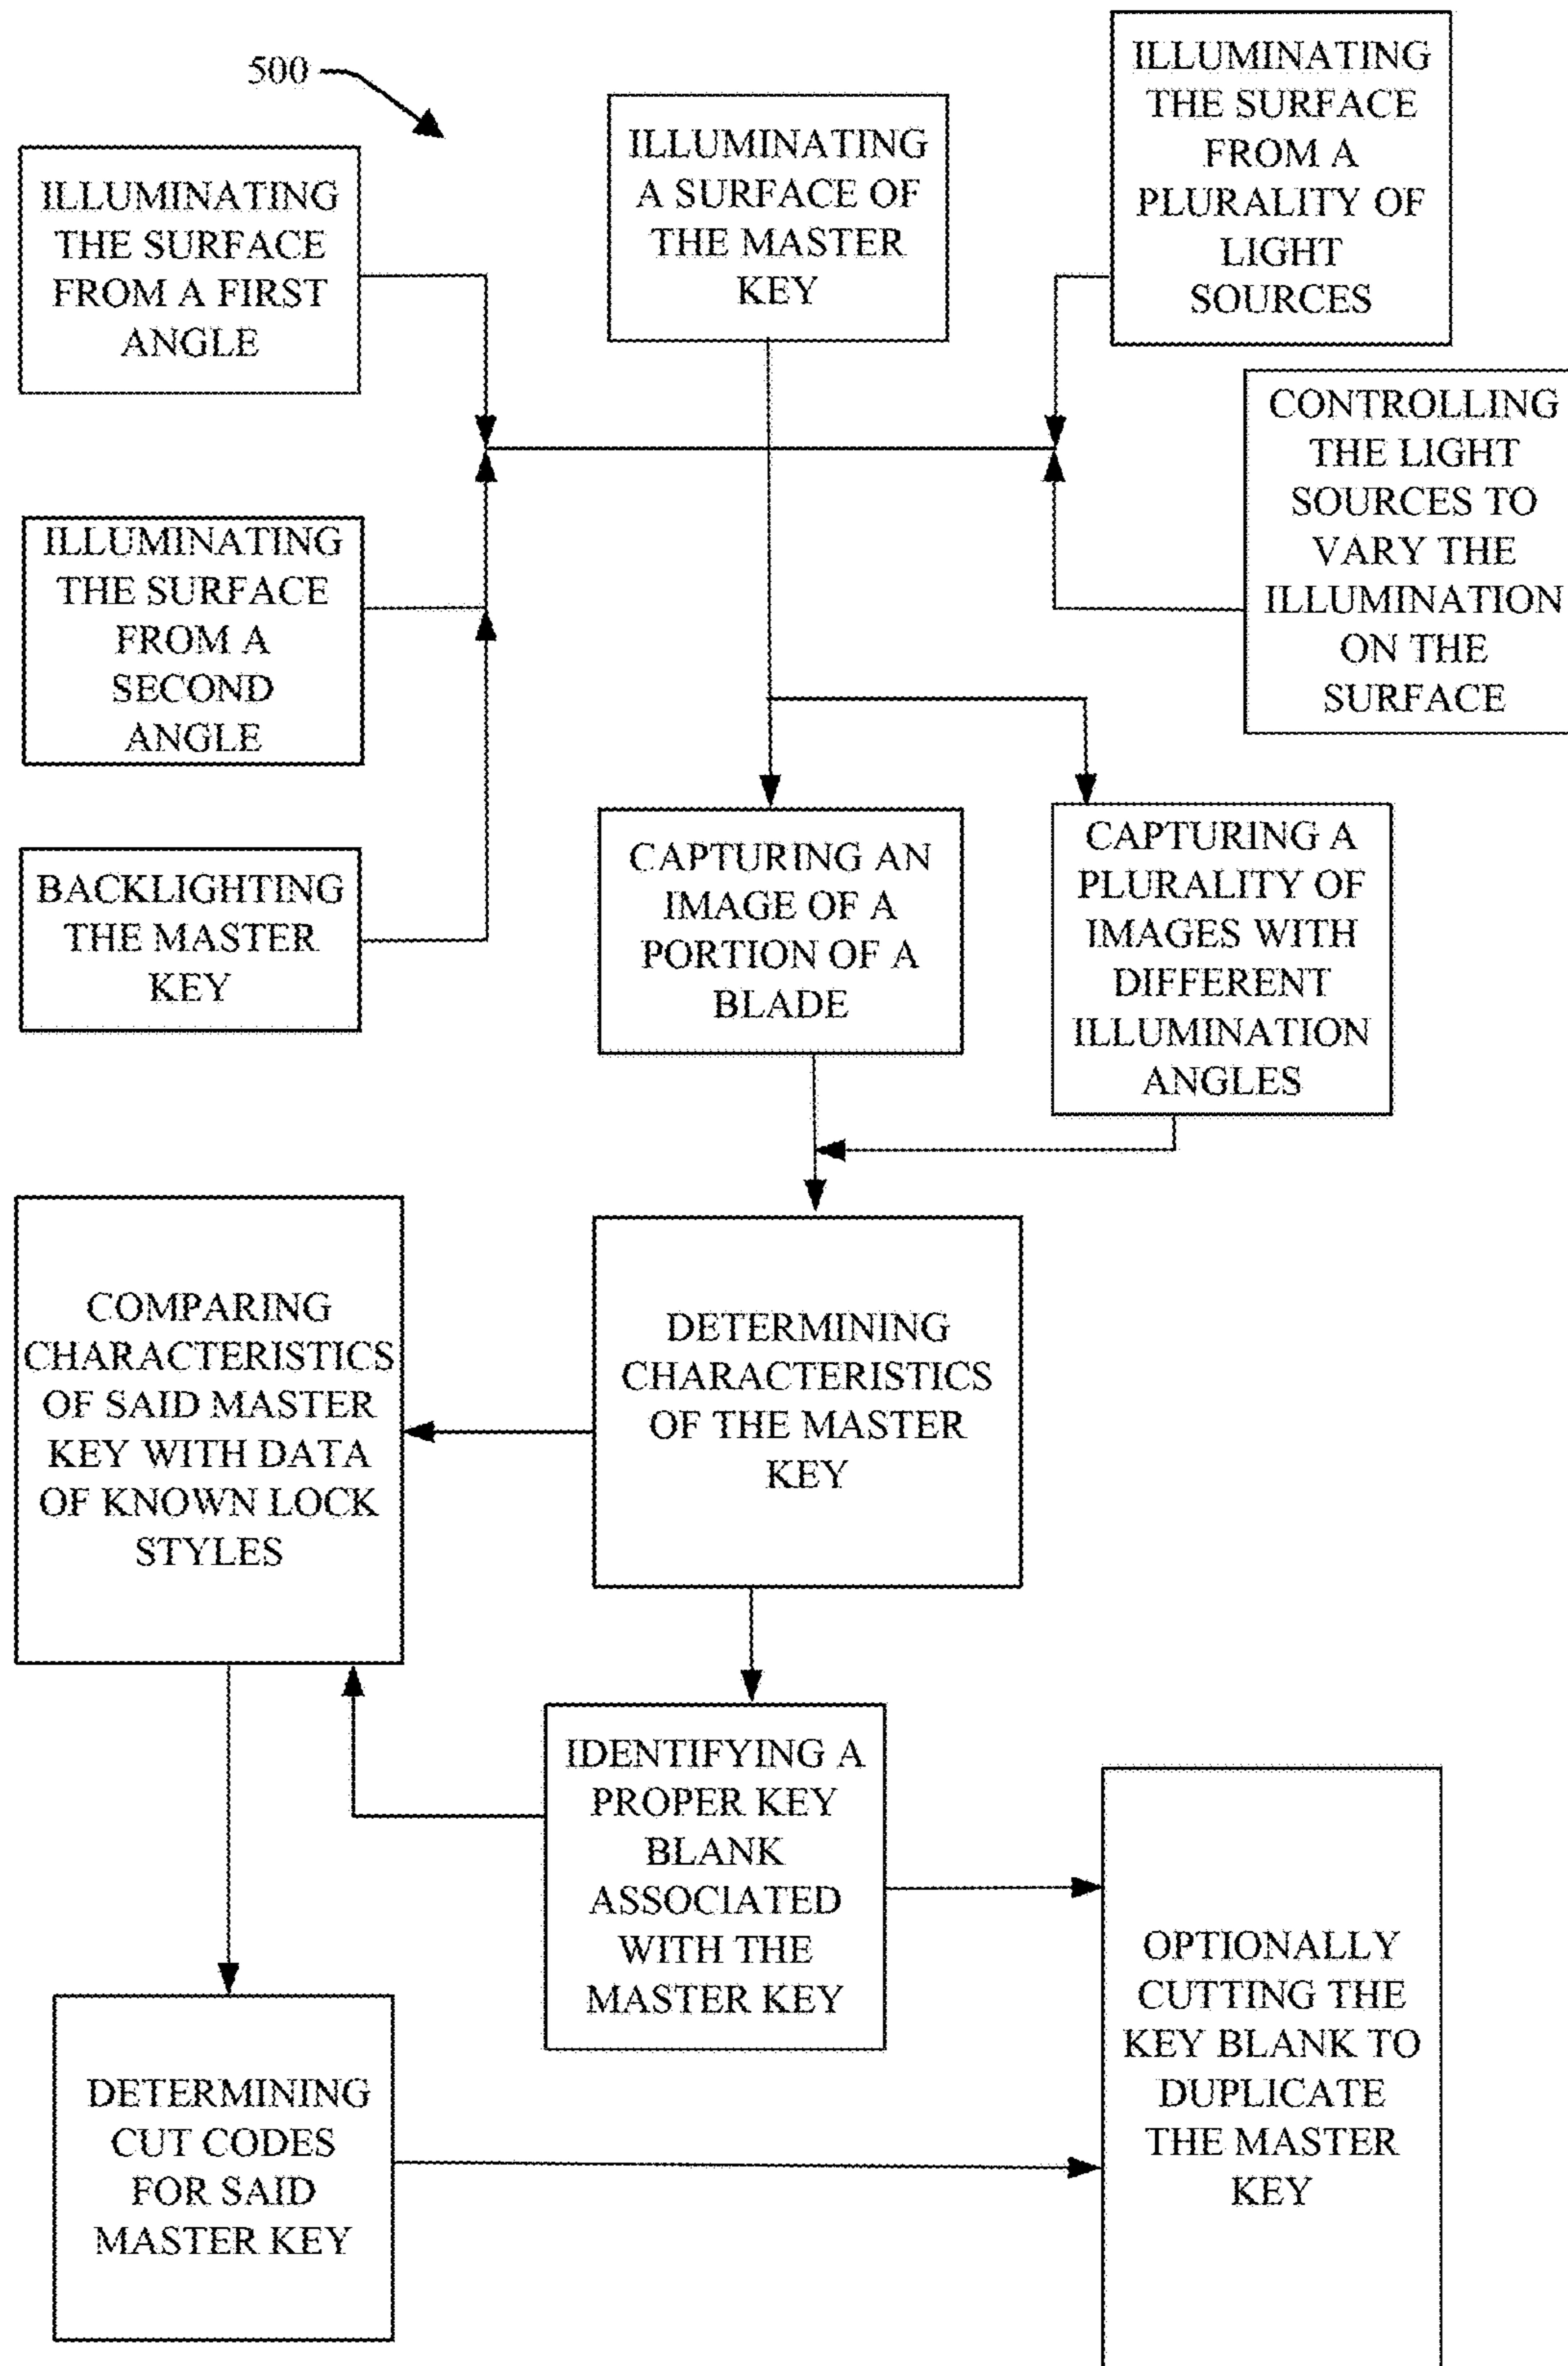 500
ILLUMINATING
THE SURFACE
FROM A FIRST
ANGLE
ILLUMINATING
A SURFACE OF
THE MASTER
KEY
ILLUMINATING
THE SURFACE
FROM A
PLURALITY OF
LIGHT
SOURCES
CONTROLLING
THE LIGHT
SOURCES TO
VARY THE
ILLUMINATION
ON THE
SURFACE
ILLUMINATING
THE SURFACE
FROM A
SECOND
ANGLE
BACKLIGHTING
THE MASTER
KEY
CAPTURING AN
IMAGE OF A
PORTION OF A
BLADE
CAPTURING A
PLURALITY OF
IMAGES WITH
DIFFERENT
ILLUMINATION
ANGLES
COMPARING
CHARACTERISTICS
OF SAID MASTER
KEY WITH DATA
OF KNOWN LOCK
STYLES
DETERMINING
CHARACTERISTICS
OF THE MASTER
KEY
IDENTIFYING A
PROPER KEY
BLANK
ASSOCIATED
WITH THE
MASTER KEY
DETERMINING
CUT CODES
FOR SAID
MASTER KEY
OPTIONALLY
CUTTING THE
KEY BLANK TO
DUPLICATE
THE MASTER
KEY